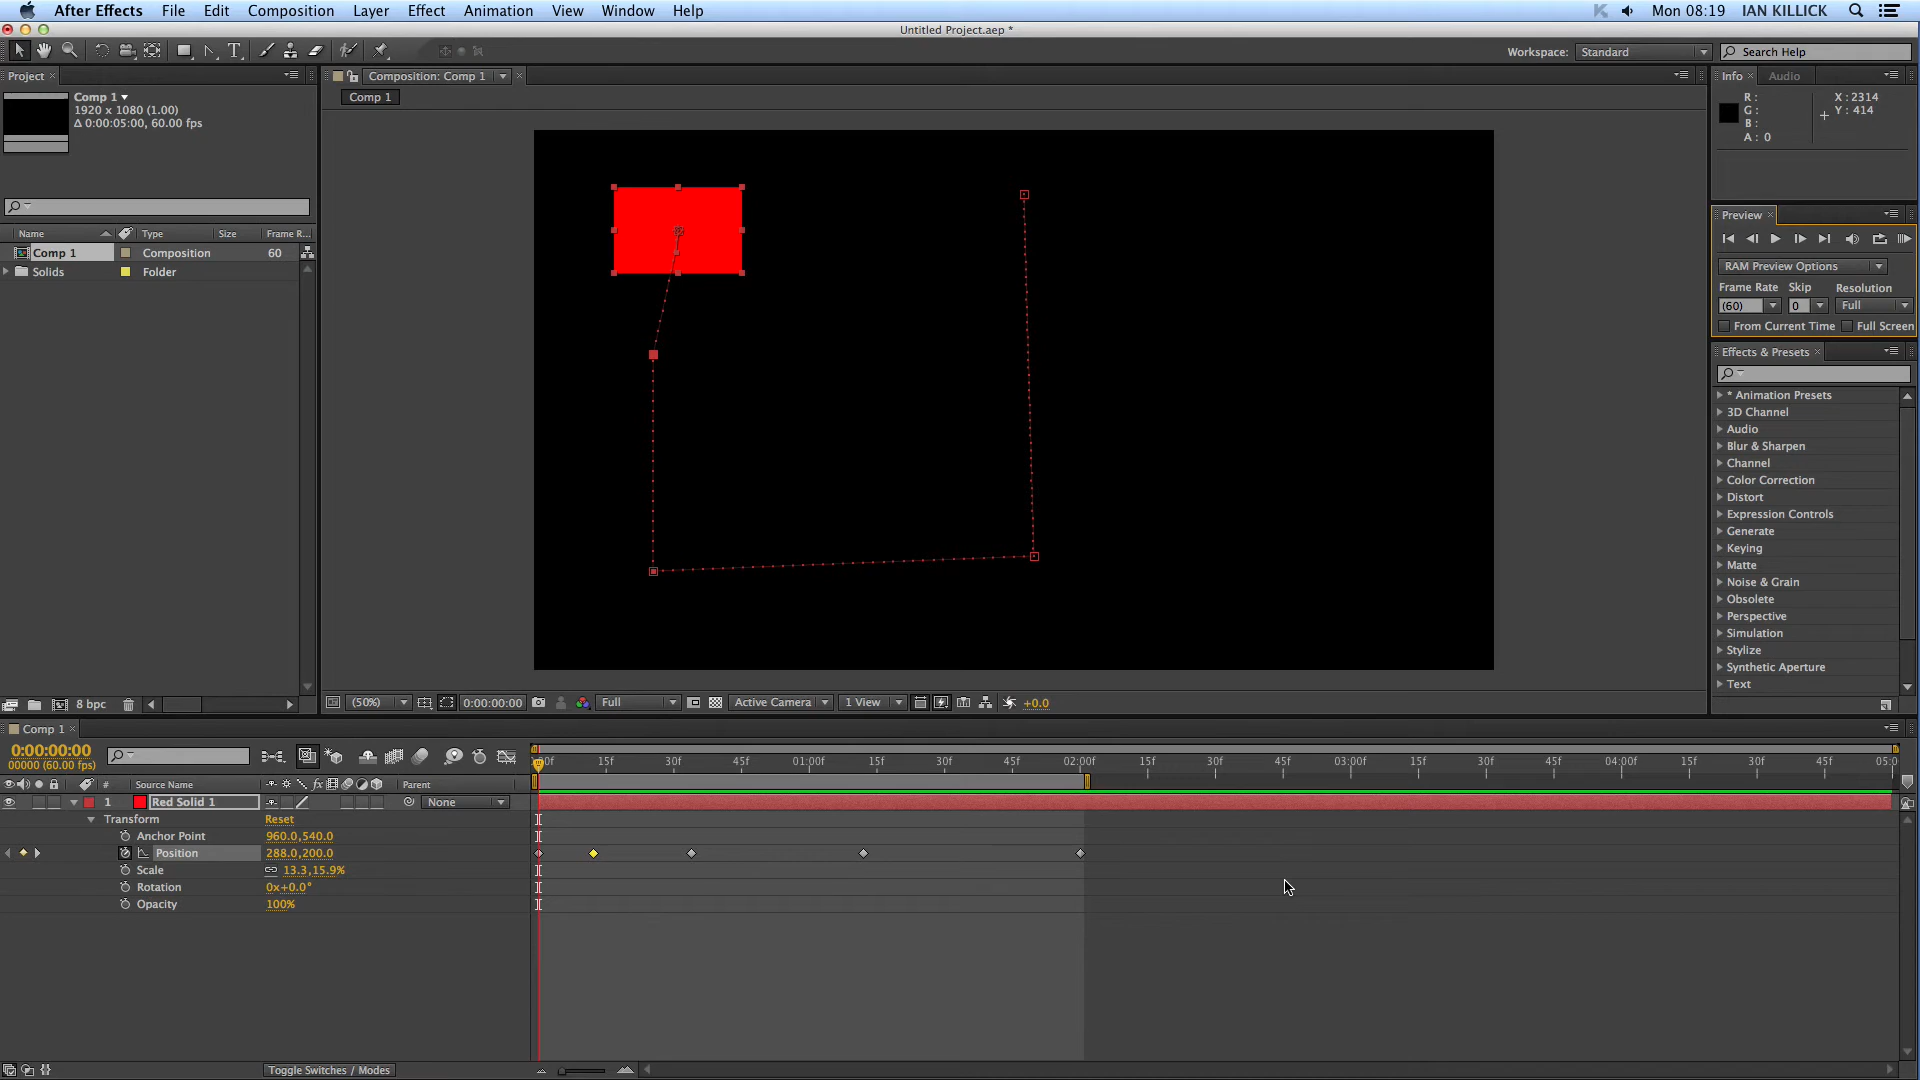 After Effects File Edit Composition Layer Effect Animation View Window Help Mon 08:19 IAN KILLICK
Untitled Project.aep *
Workspace: Standard Search Help
Project
Comp 1
1920 x 1080 (1.00)
Δ 0:00:05:00, 60.00 fps
Name Type Size Frame R...
Comp 1 Composition 60
Solids Folder
8 bpc
Composition: Comp 1
Comp 1
(50%) 0:00:00:00 Full Active Camera 1 View +0.0
Info Audio
R :
G :
B :
A : 0
X : 2314
Y : 414
Preview
RAM Preview Options
Frame Rate Skip Resolution
(60) 0 Full
From Current Time Full Screen
Effects & Presets
* Animation Presets
3D Channel
Audio
Blur & Sharpen
Channel
Color Correction
Distort
Expression Controls
Generate
Keying
Matte
Noise & Grain
Obsolete
Perspective
Simulation
Stylize
Synthetic Aperture
Text
Comp 1
0:00:00:00
00000 (60.00 fps)
# Source Name Parent
1 Red Solid 1 None
Transform Reset
Anchor Point 960.0,540.0
Position 288.0,200.0
Scale 13.3,15.9%
Rotation 0x+0.0°
Opacity 100%
00f 15f 30f 45f 01:00f 15f 30f 45f 02:00f 15f 30f 45f 03:00f 15f 30f 45f 04:00f 15f 30f 45f 05:0
Toggle Switches / Modes